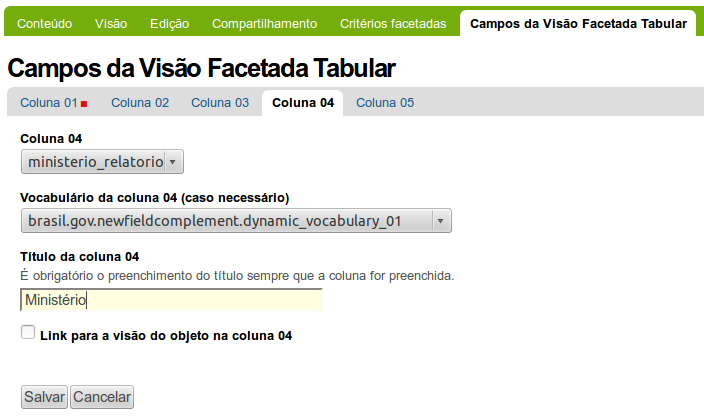 Conteúdo Visão Edição Compartilhamento Critérios facetadas Campos da Visão Facetada Tabular
Campos da Visão Facetada Tabular
Coluna 01 Coluna 02 Coluna 03 Coluna 04 Coluna 05
Coluna 04
ministerio_relatorio
Vocabulário da coluna 04 (caso necessário)
brasil.gov.newfieldcomplement.dynamic_vocabulary_01
Título da coluna 04
É obrigatório o preenchimento do título sempre que a coluna for preenchida.
Ministério
Link para a visão do objeto na coluna 04
Salvar Cancelar